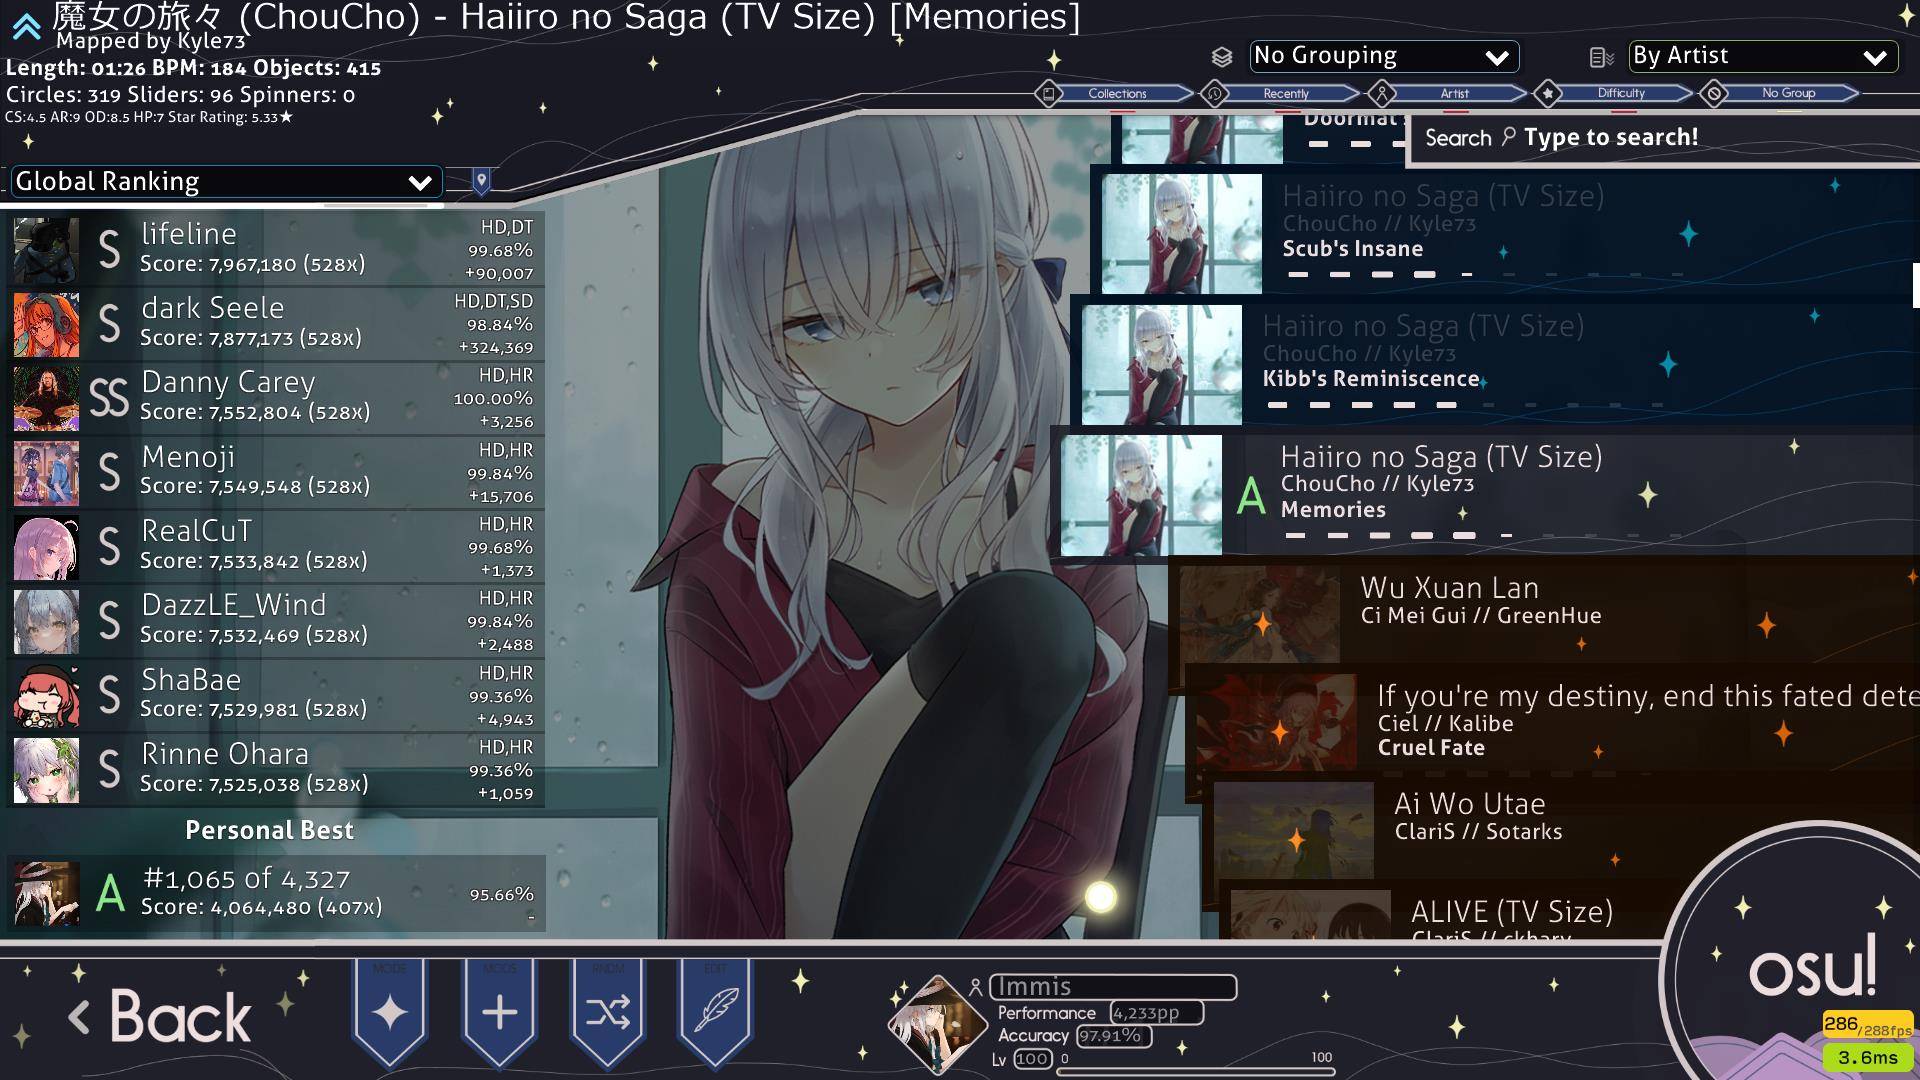 魔女の旅々 (ChouCho) - Haiiro no Saga (TV Size) [Memories]
Mapped by Kyle73
Length: 01:26 BPM: 184 Objects: 415
Circles: 319 Sliders: 96 Spinners: 0
CS:4.5 AR:9 OD:8.5 HP:7 Star Rating: 5.33★
No Grouping
By Artist
Collections
Recently
Artist
Difficulty
No Group
Search Type to search!
Global Ranking
S
lifeline
Score: 7,967,180 (528x)
HD,DT
99.68%
+90,007
S
dark Seele
Score: 7,877,173 (528x)
HD,DT,SD
98.84%
+324,369
SS
Danny Carey
Score: 7,552,804 (528x)
HD,HR
100.00%
+3,256
S
Menoji
Score: 7,549,548 (528x)
HD,HR
99.84%
+15,706
S
RealCuT
Score: 7,533,842 (528x)
HD,HR
99.68%
+1,373
S
DazzLE_Wind
Score: 7,532,469 (528x)
HD,HR
99.84%
+2,488
S
ShaBae
Score: 7,529,981 (528x)
HD,HR
99.36%
+4,943
S
Rinne Ohara
Score: 7,525,038 (528x)
HD,HR
99.36%
+1,059
Personal Best
A
#1,065 of 4,327
Score: 4,064,480 (407x)
95.66%
-
Doormat's
Haiiro no Saga (TV Size)
ChouCho // Kyle73
Scub's Insane
Haiiro no Saga (TV Size)
ChouCho // Kyle73
Kibb's Reminiscence
A
Haiiro no Saga (TV Size)
ChouCho // Kyle73
Memories
Wu Xuan Lan
Ci Mei Gui // GreenHue
If you're my destiny, end this fated dete
Ciel // Kalibe
Cruel Fate
Ai Wo Utae
ClariS // Sotarks
ALIVE (TV Size)
ClariS // ckhary
Back
MODE
MODS
RNDM
EDIT
Immis
Performance 4,233pp
Accuracy 97.91%
Lv 100 0 100
osu!
286/288fps
3.6ms